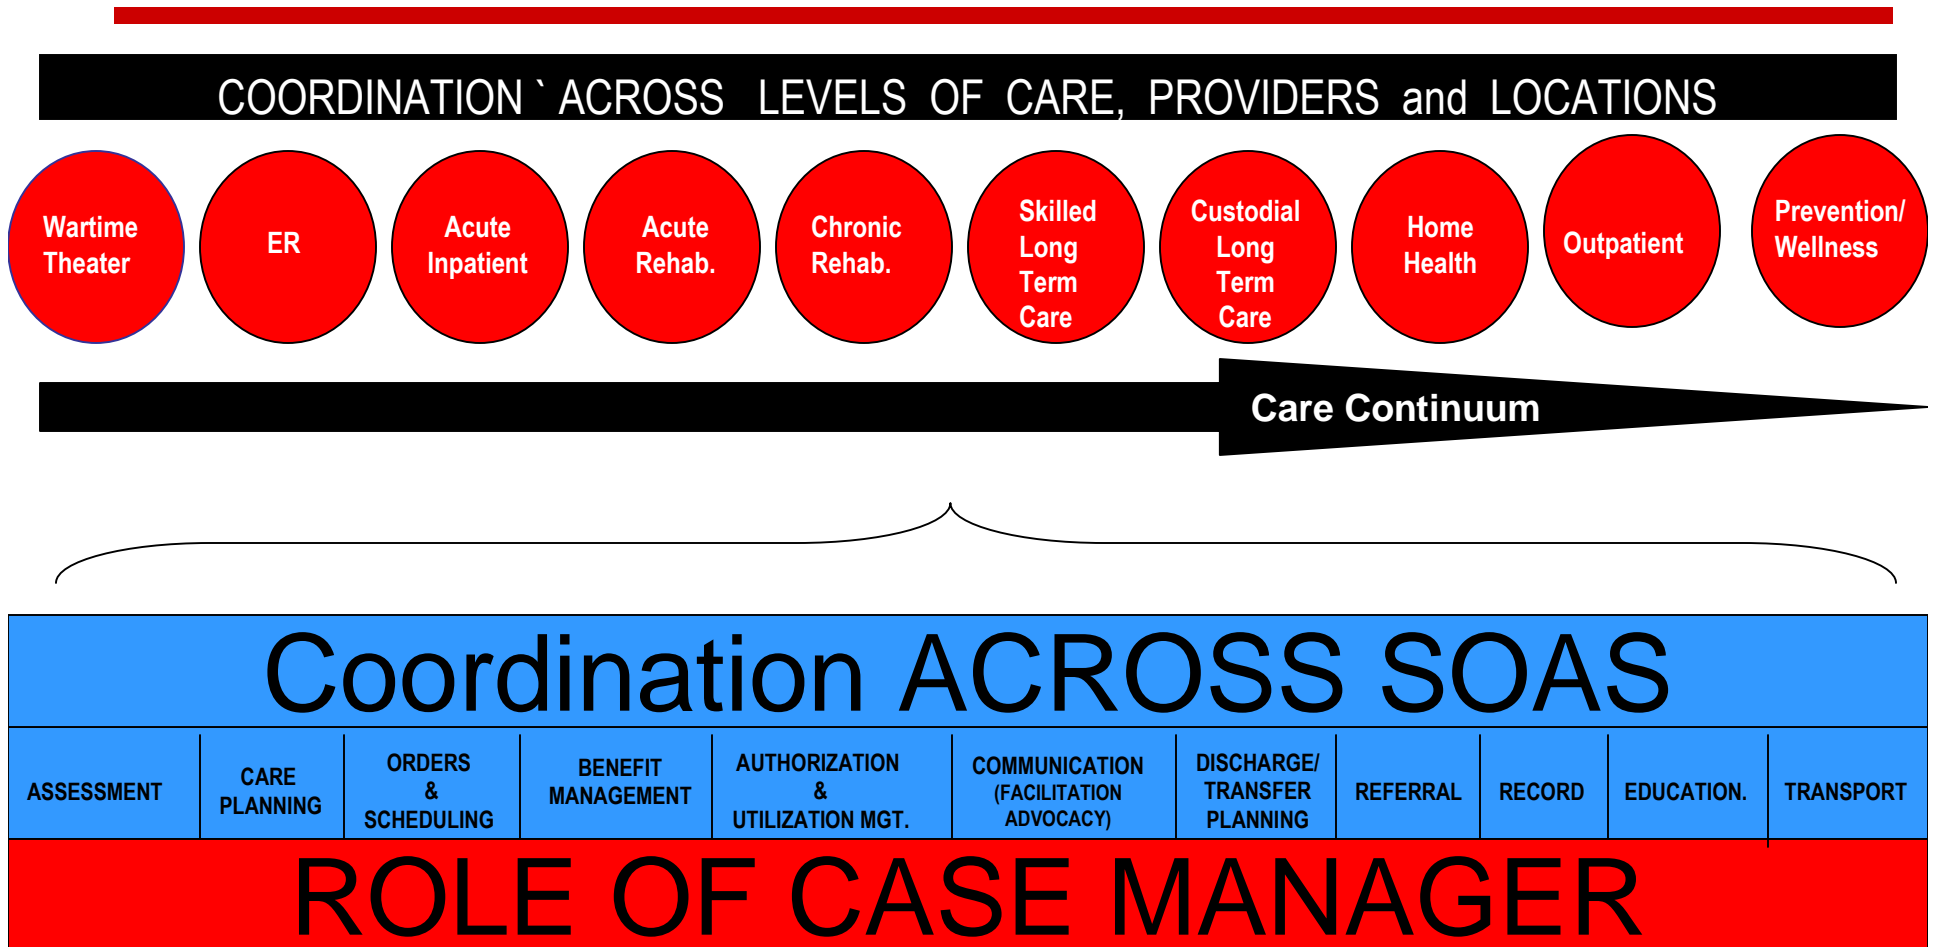 COORDINATION ` ACROSS LEVELS OF CARE, PROVIDERS and LOCATIONS
Wartime
Theater
ER
Acute
Inpatient
Acute
Rehab.
Chronic
Rehab.
Skilled
Long
Term
Care
Custodial
Long
Term
Care
Home
Health
Outpatient
Prevention/
Wellness
Care Continuum
Coordination ACROSS SOAS
ASSESSMENT
CARE
PLANNING
ORDERS
&
SCHEDULING
BENEFIT
MANAGEMENT
AUTHORIZATION
&
UTILIZATION MGT.
COMMUNICATION
(FACILITATION
ADVOCACY)
DISCHARGE/
TRANSFER
PLANNING
REFERRAL
RECORD
EDUCATION.
TRANSPORT
ROLE OF CASE MANAGER